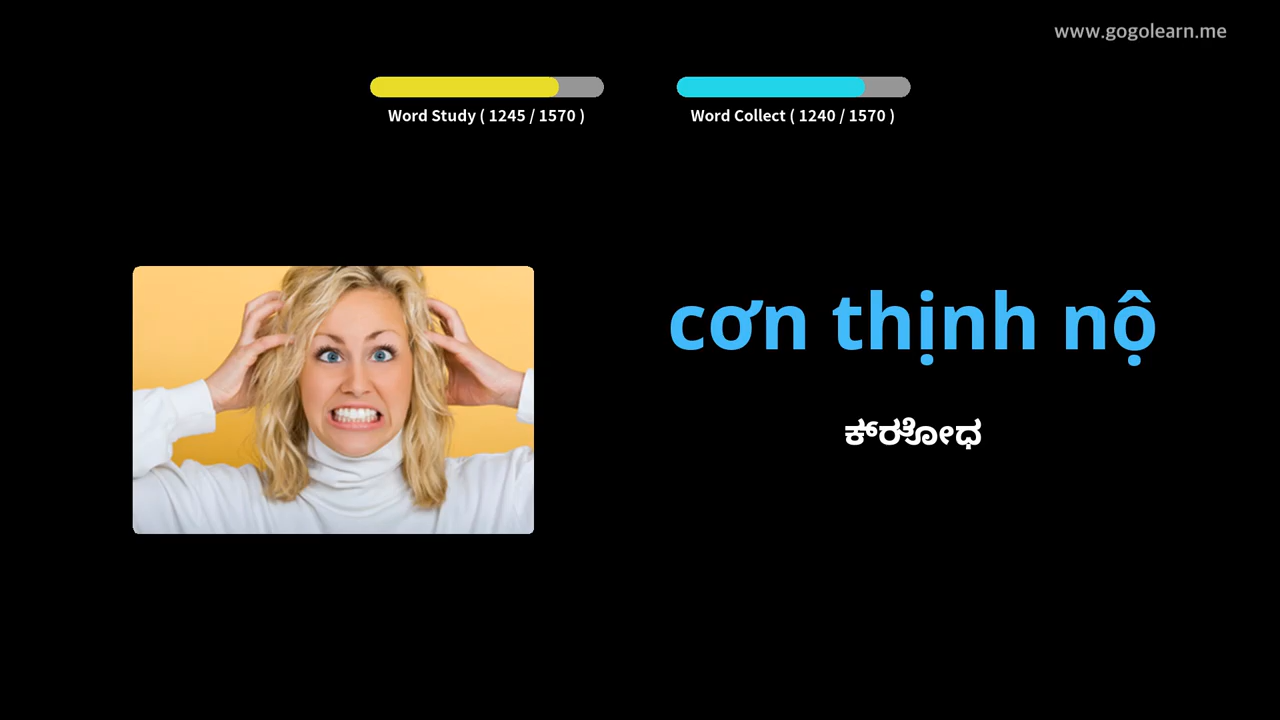 www.gogolearn.me
Word Study ( 1245 / 1570 )
Word Collect ( 1240 / 1570 )
cơn thịnh nộ
ಕ್ರೋಧ